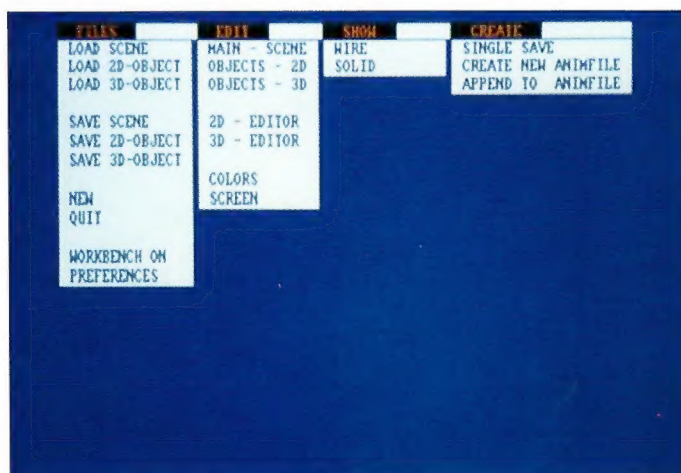 FILES
LOAD SCENE
LOAD 2D-OBJECT
LOAD 3D-OBJECT
SAVE SCENE
SAVE 2D-OBJECT
SAVE 3D-OBJECT
NEW
QUIT
WORKBENCH ON
PREFERENCES
EDIT
MAIN - SCENE
OBJECTS - 2D
OBJECTS - 3D
2D - EDITOR
3D - EDITOR
COLORS
SCREEN
SHOW
WIRE
SOLID
CREATE
SINGLE SAVE
CREATE NEW ANIMFILE
APPEND TO ANIMFILE